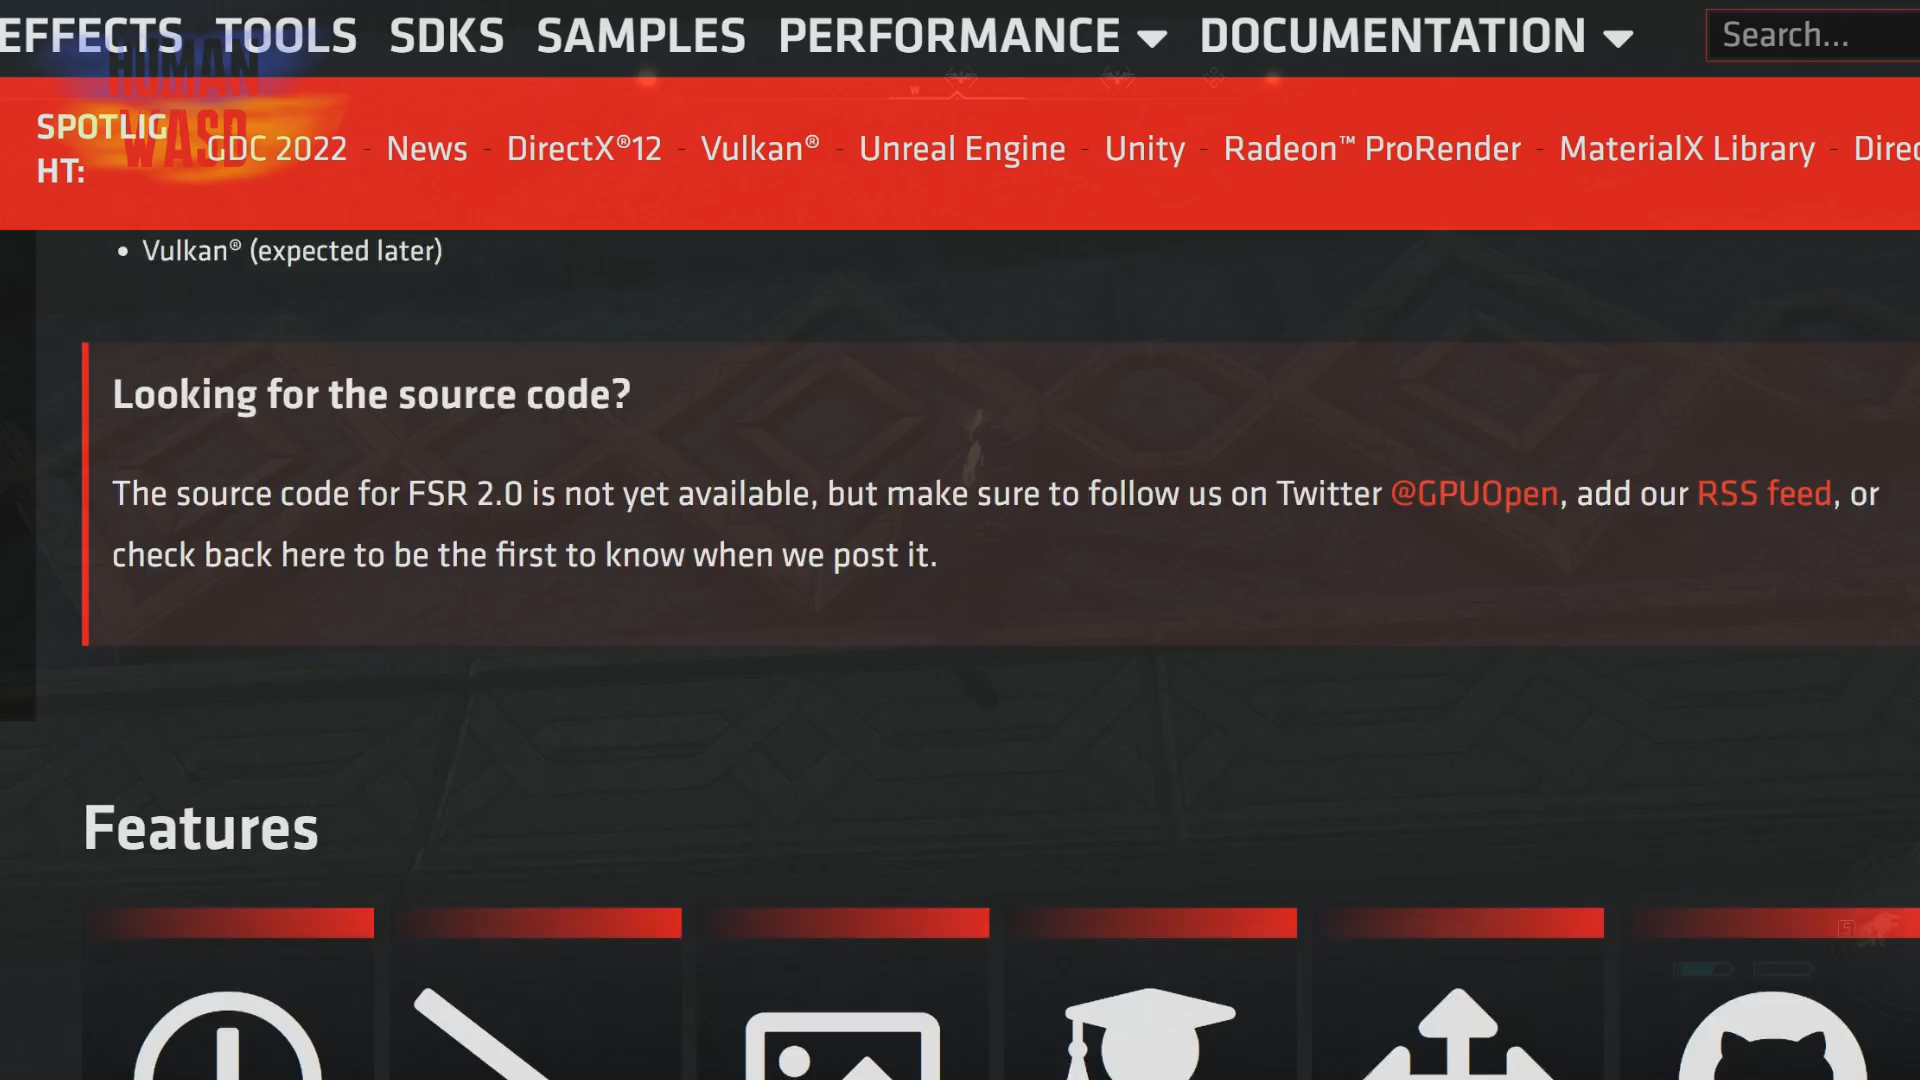 EFFECTS TOOLS SDKS SAMPLES PERFORMANCE DOCUMENTATION Search...
HUMAN
WASD
SPOTLIG
HT:
GDC 2022 - News - DirectX®12 - Vulkan® - Unreal Engine - Unity - Radeon™ ProRender - MaterialX Library - Direc
• Vulkan® (expected later)
Looking for the source code?
The source code for FSR 2.0 is not yet available, but make sure to follow us on Twitter @GPUOpen, add our RSS feed, or
check back here to be the first to know when we post it.
Features